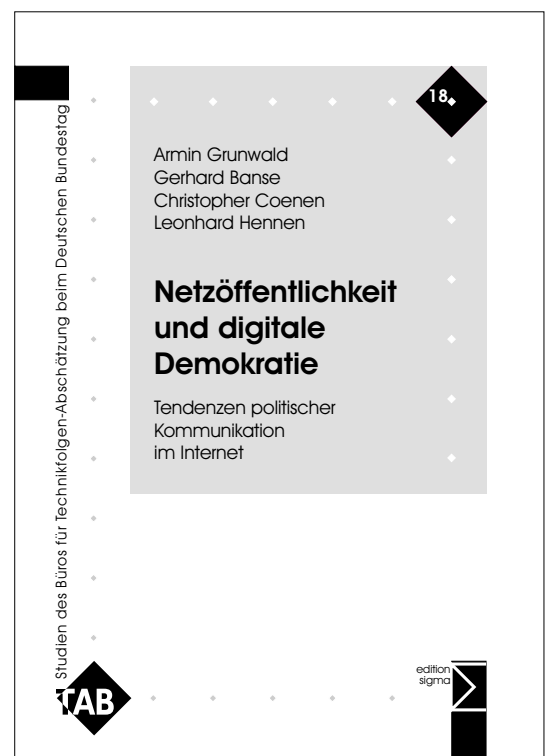 18
Armin Grunwald
Gerhard Banse
Christopher Coenen
Leonhard Hennen
Netzöffentlichkeit
und digitale
Demokratie
Tendenzen politischer
Kommunikation
im Internet
Studien des Büros für Technikfolgen-Abschätzung beim Deutschen Bundestag
TAB
edition
sigma